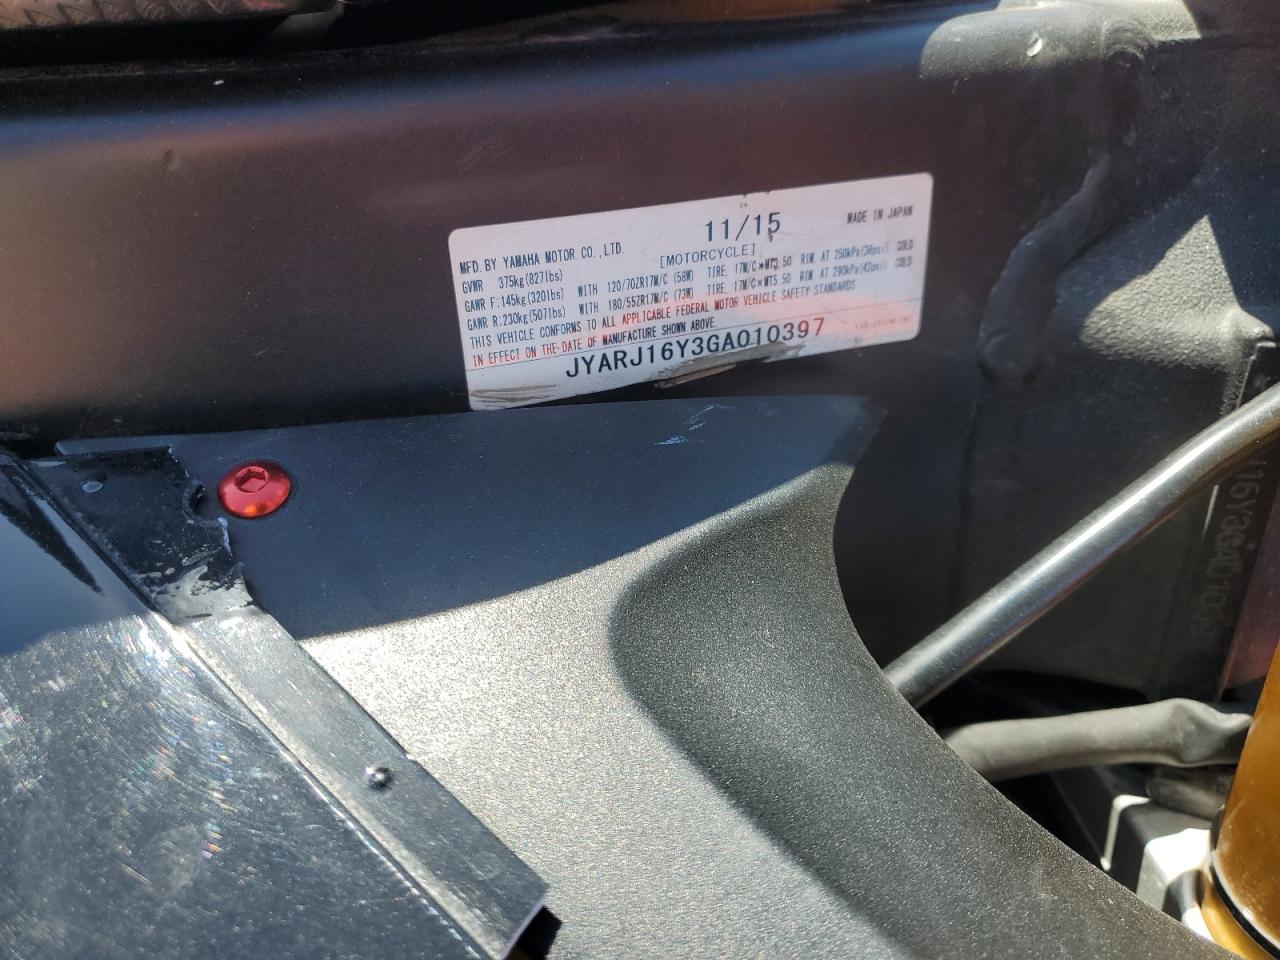 11/15
MADE IN JAPAN
MFD. BY YAMAHA MOTOR CO.,LTD.
[MOTORCYCLE]
GVWR 375kg(827lbs)
GAWR F:145kg(320lbs) WITH 120/70ZR17M/C (58W) TIRE, 17M/C×MT3.50 RIM, AT 250kPa(36psi) COLD
GAWR R:230kg(507lbs) WITH 180/55ZR17M/C (73W) TIRE, 17M/C×MT5.50 RIM, AT 290kPa(42psi) COLD
THIS VEHICLE CONFORMS TO ALL APPLICABLE FEDERAL MOTOR VEHICLE SAFETY STANDARDS
IN EFFECT ON THE DATE OF MANUFACTURE SHOWN ABOVE.
JYARJ16Y3GA010397